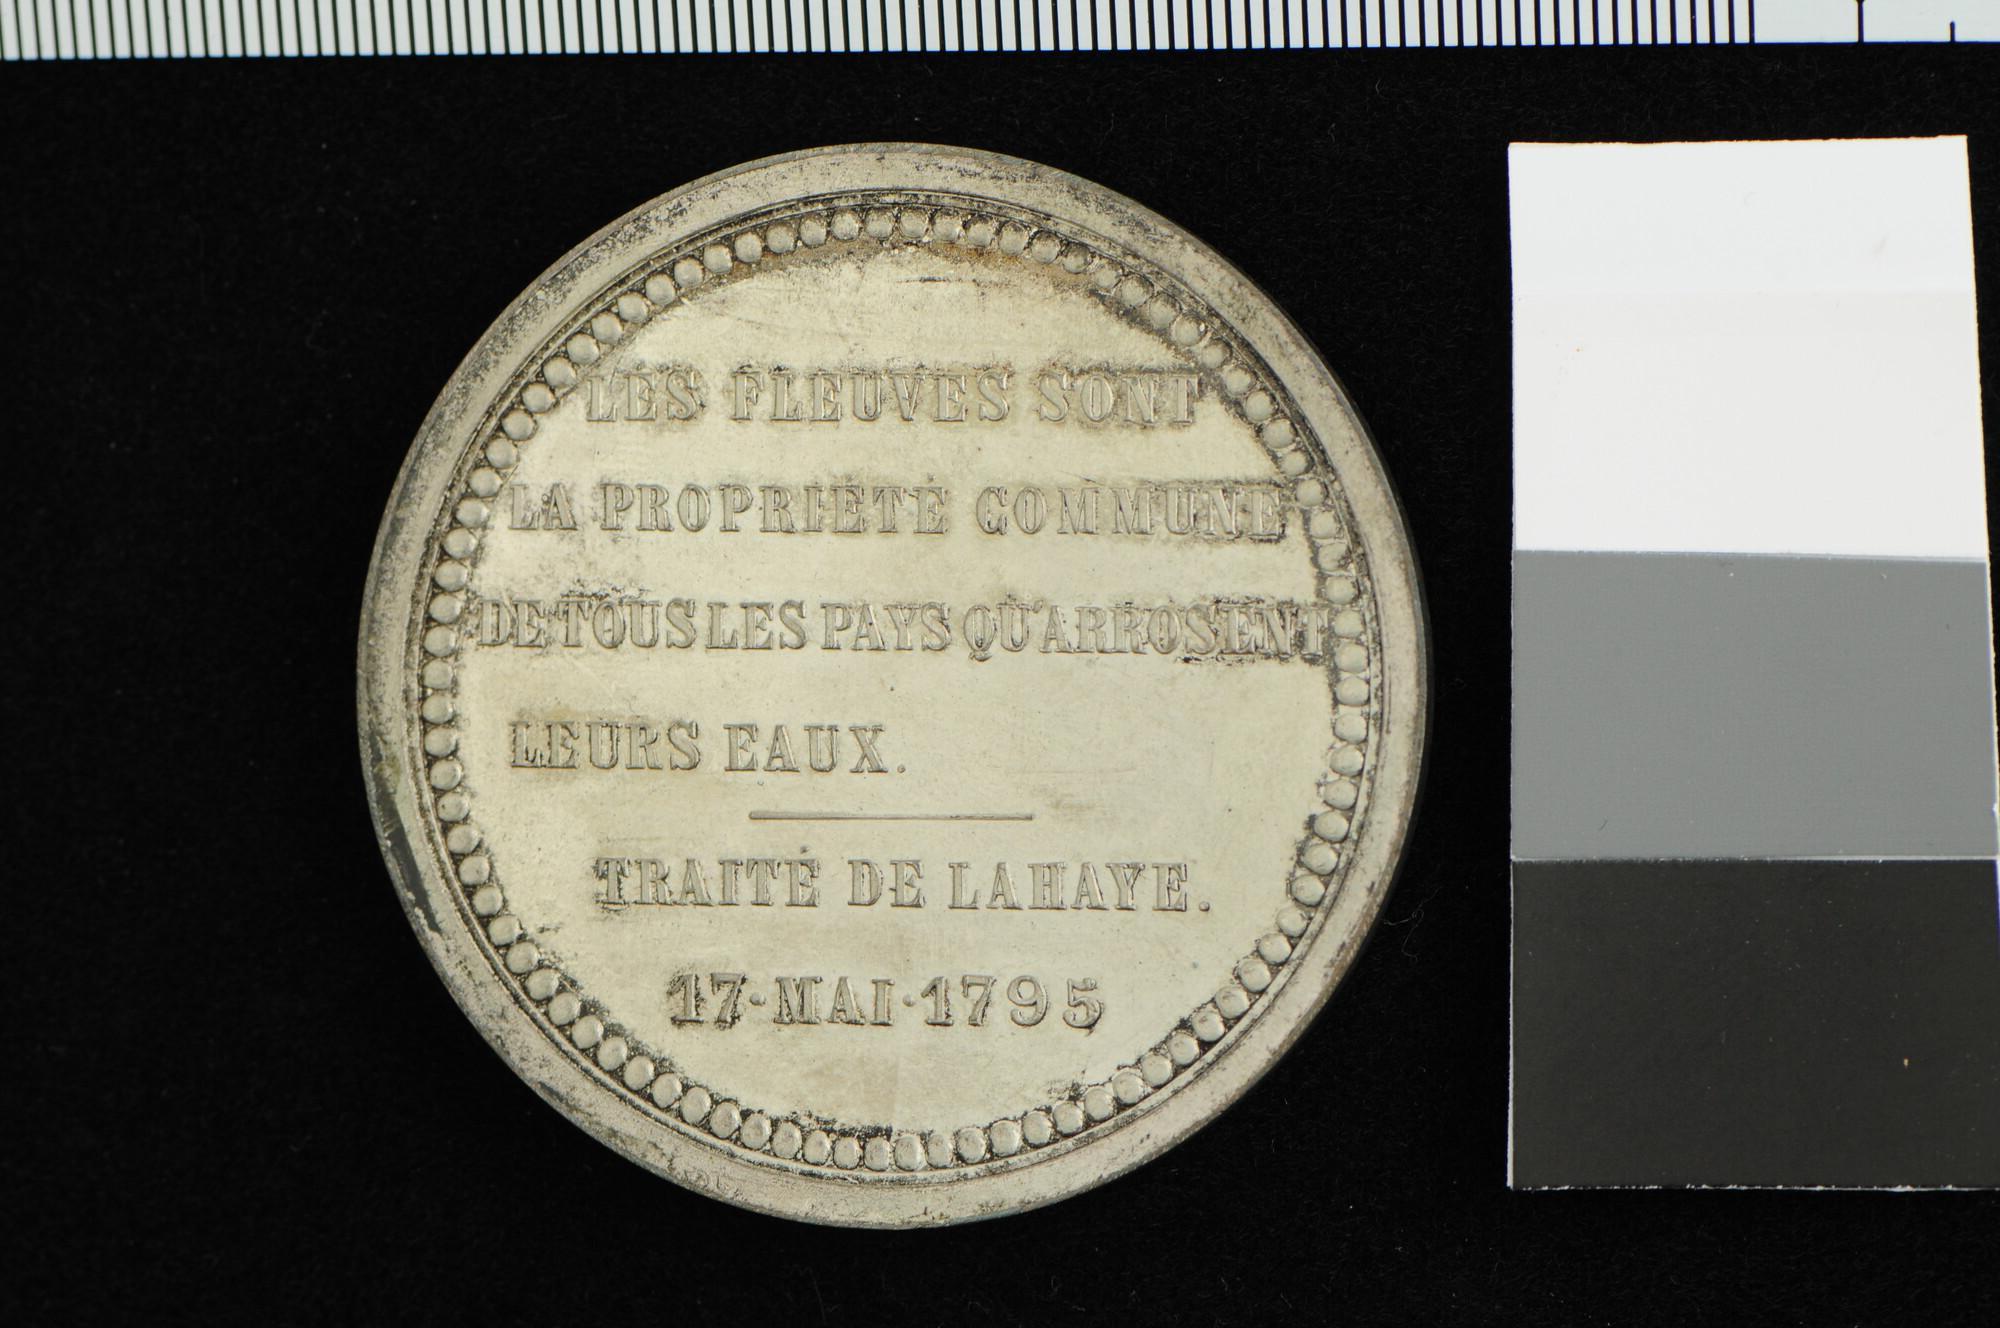 LES FLEUVES SONT
LA PROPRIÉTÉ COMMUNE
DE TOUS LES PAYS QU'ARROSENT
LEURS EAUX.
TRAITÉ DE LAHAYE.
17·MAI·1795